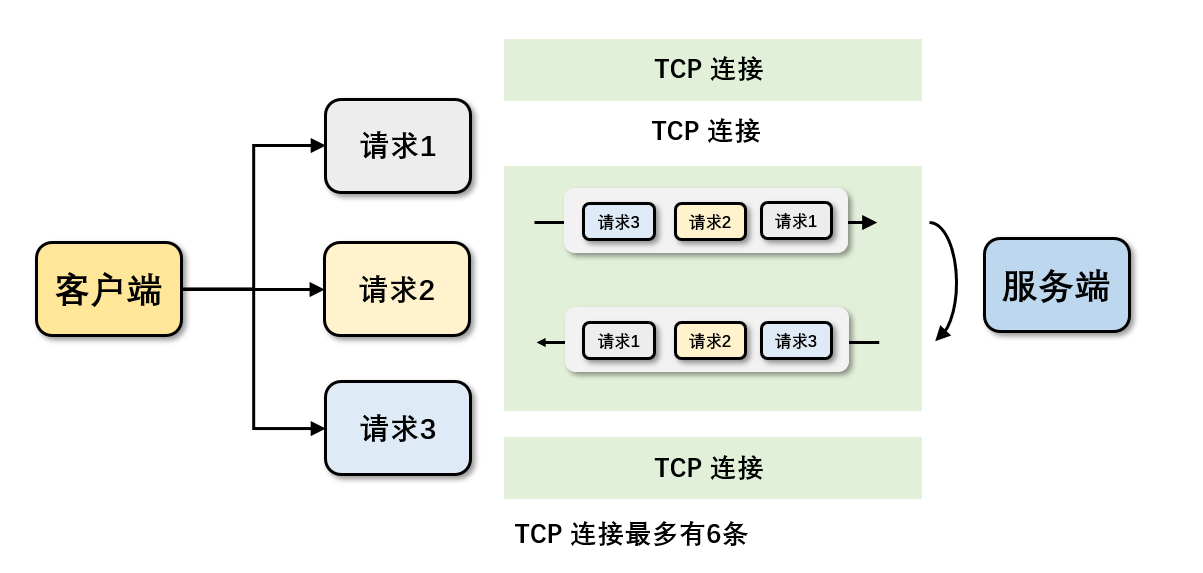 客户端
请求1
请求2
请求3
TCP 连接
TCP 连接
请求3 请求2 请求1
请求1 请求2 请求3
TCP 连接
TCP 连接最多有6条
服务端